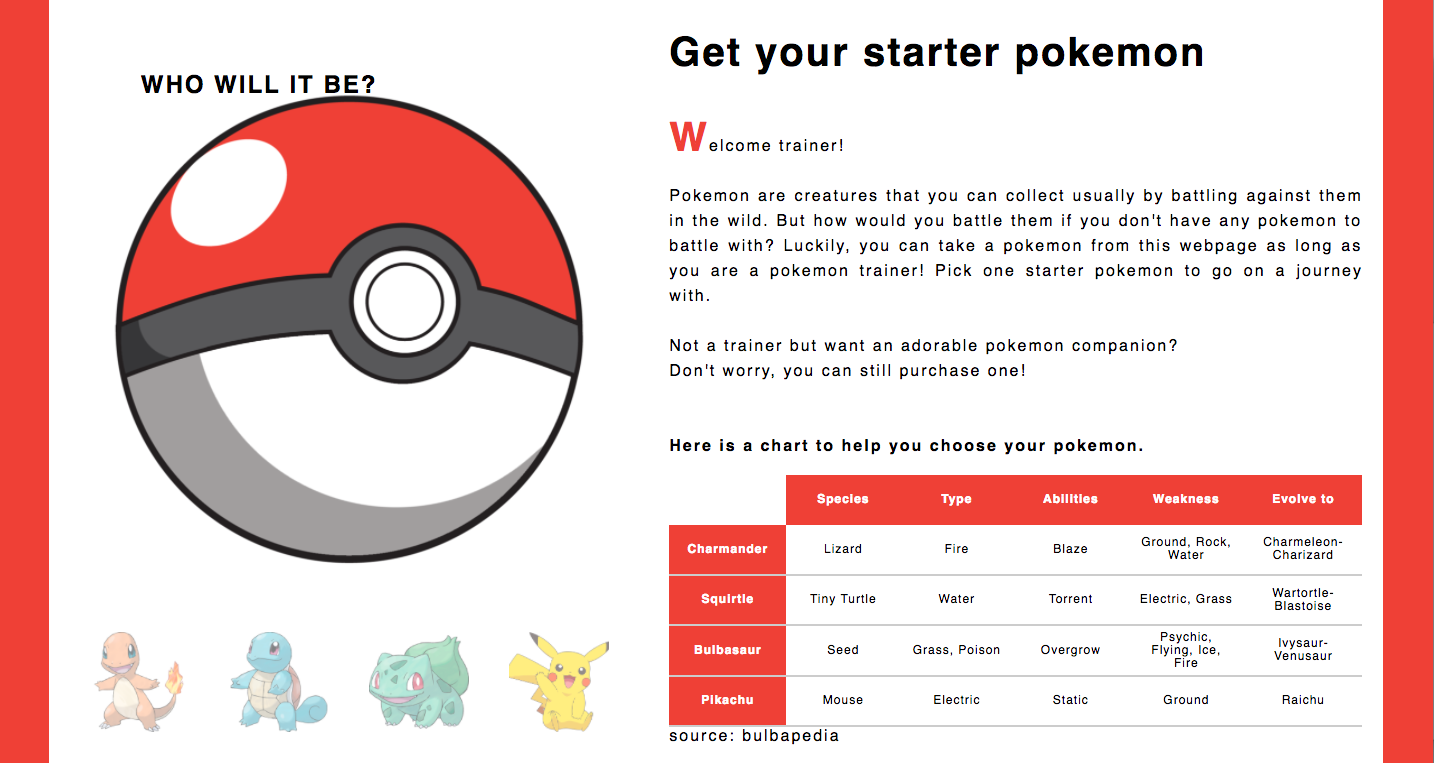 WHO WILL IT BE?
Get your starter pokemon
Welcome trainer!
Pokemon are creatures that you can collect usually by battling against them
in the wild. But how would you battle them if you don't have any pokemon to
battle with? Luckily, you can take a pokemon from this webpage as long as
you are a pokemon trainer! Pick one starter pokemon to go on a journey
with.
Not a trainer but want an adorable pokemon companion?
Don't worry, you can still purchase one!
Here is a chart to help you choose your pokemon.
Species Type Abilities Weakness Evolve to
Charmander Lizard Fire Blaze Ground, Rock, Water Charmeleon-Charizard
Squirtle Tiny Turtle Water Torrent Electric, Grass Wartortle-Blastoise
Bulbasaur Seed Grass, Poison Overgrow Psychic, Flying, Ice, Fire Ivysaur-Venusaur
Pikachu Mouse Electric Static Ground Raichu
source: bulbapedia